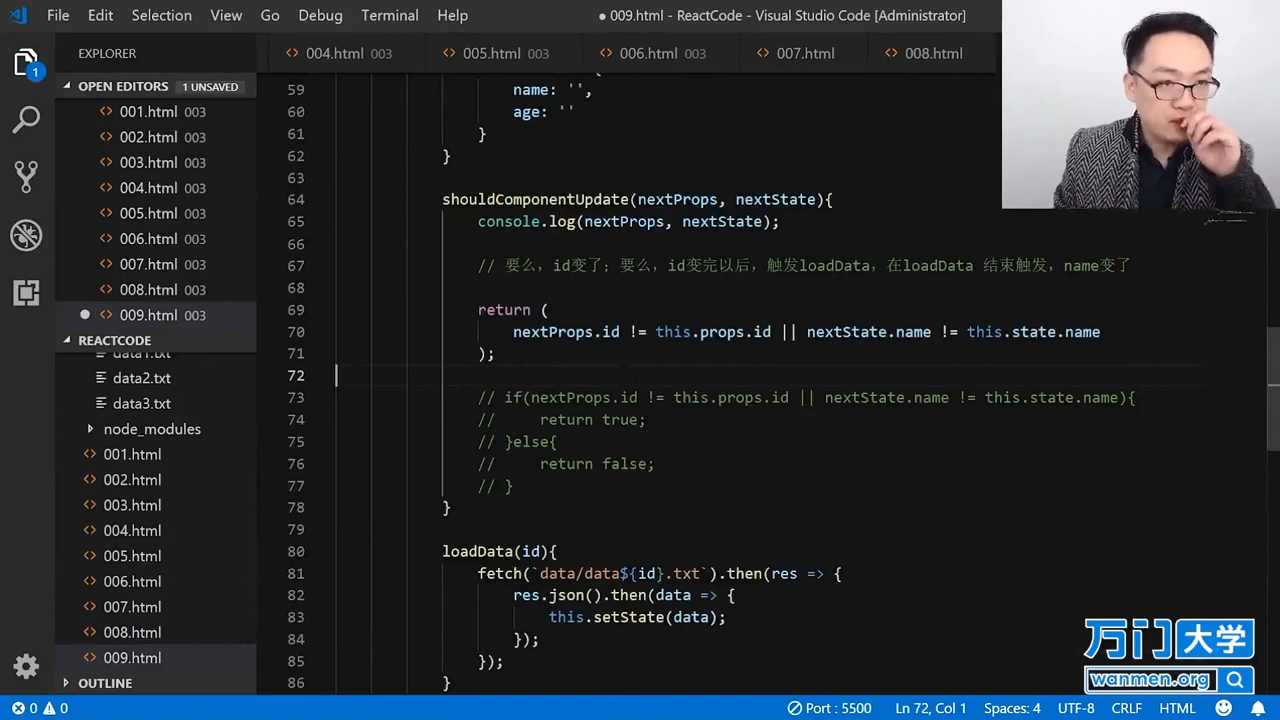 File Edit Selection View Go Debug Terminal Help ● 009.html - ReactCode - Visual Studio Code [Administrator]
EXPLORER
004.html 003 005.html 003 006.html 003 007.html 008.html
1
OPEN EDITORS 1 UNSAVED
001.html 003
002.html 003
003.html 003
004.html 003
005.html 003
006.html 003
007.html 003
008.html 003
009.html 003
REACTCODE
data1.txt
data2.txt
data3.txt
node_modules
001.html
002.html
003.html
004.html
005.html
006.html
007.html
008.html
009.html
OUTLINE
59 name: '',
60 age: ''
61 }
62 }
63
64 shouldComponentUpdate(nextProps, nextState){
65 console.log(nextProps, nextState);
66
67 // 要么，id变了；要么，id变完以后，触发loadData，在loadData 结束触发，name变了
68
69 return (
70 nextProps.id != this.props.id || nextState.name != this.state.name
71 );
72
73 // if(nextProps.id != this.props.id || nextState.name != this.state.name){
74 // return true;
75 // }else{
76 // return false;
77 // }
78 }
79
80 loadData(id){
81 fetch(`data/data${id}.txt`).then(res => {
82 res.json().then(data => {
83 this.setState(data);
84 });
85 });
86 }
万门大学
wanmen.org
0 0 Port : 5500 Ln 72, Col 1 Spaces: 4 UTF-8 CRLF HTML